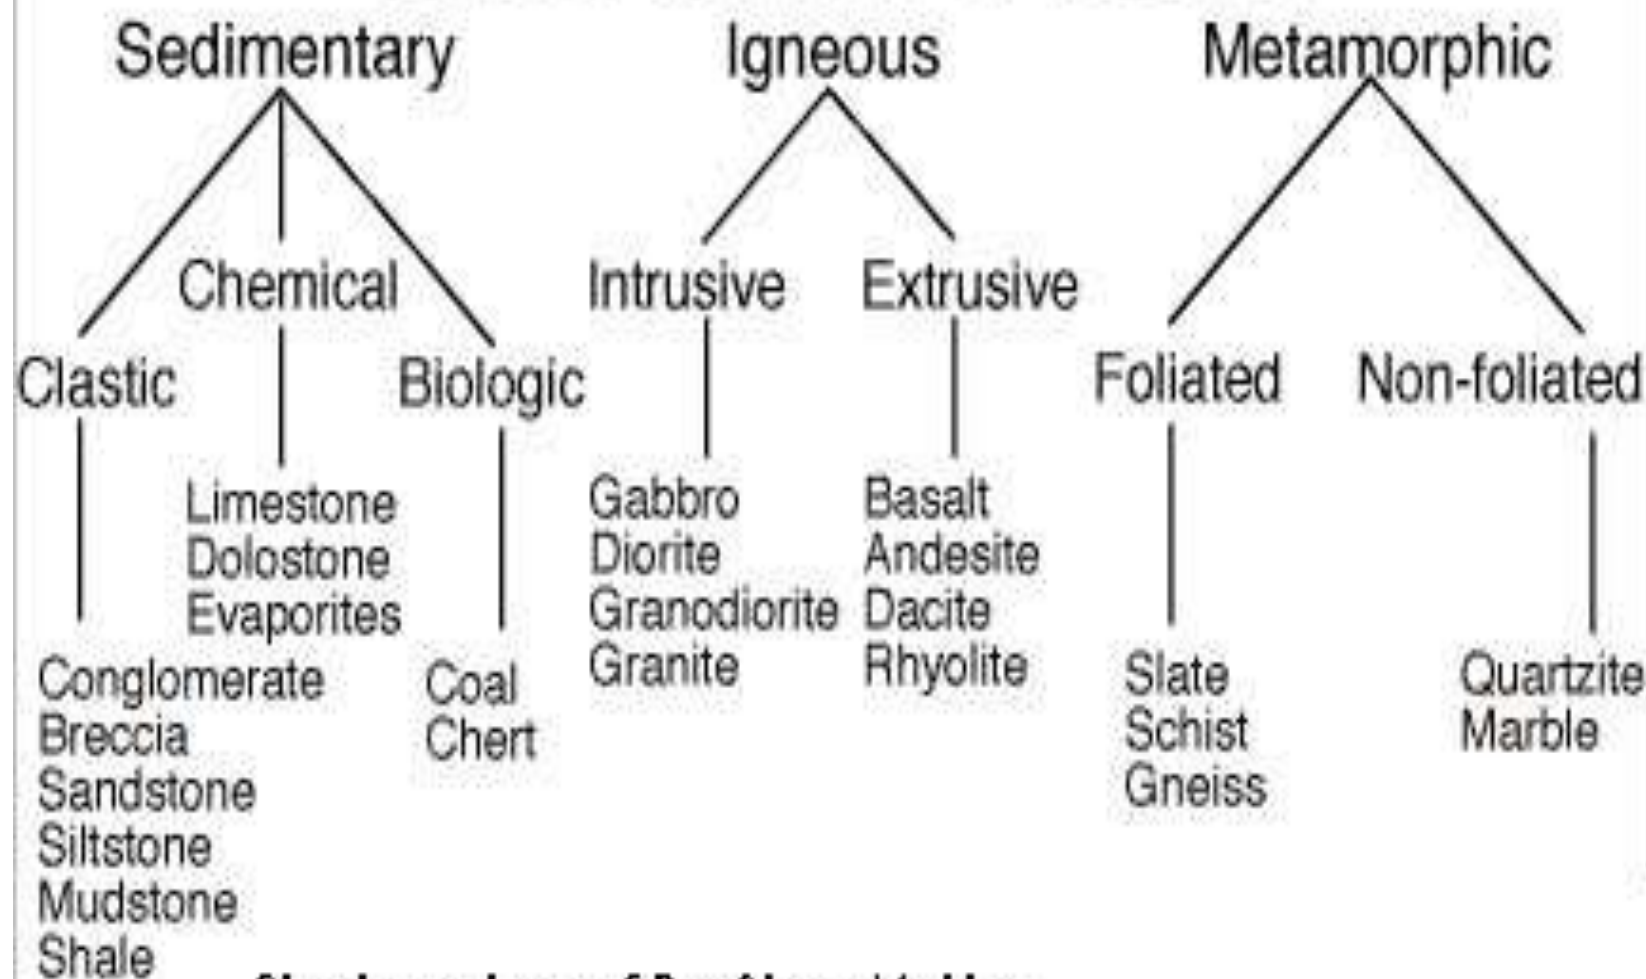 Sedimentary
Igneous
Metamorphic
Chemical
Intrusive
Extrusive
Clastic
Biologic
Foliated
Non-foliated
Limestone
Dolostone
Evaporites
Gabbro
Diorite
Granodiorite
Granite
Basalt
Andesite
Dacite
Rhyolite
Conglomerate
Breccia
Sandstone
Siltstone
Mudstone
Shale
Coal
Chert
Slate
Schist
Gneiss
Quartzite
Marble